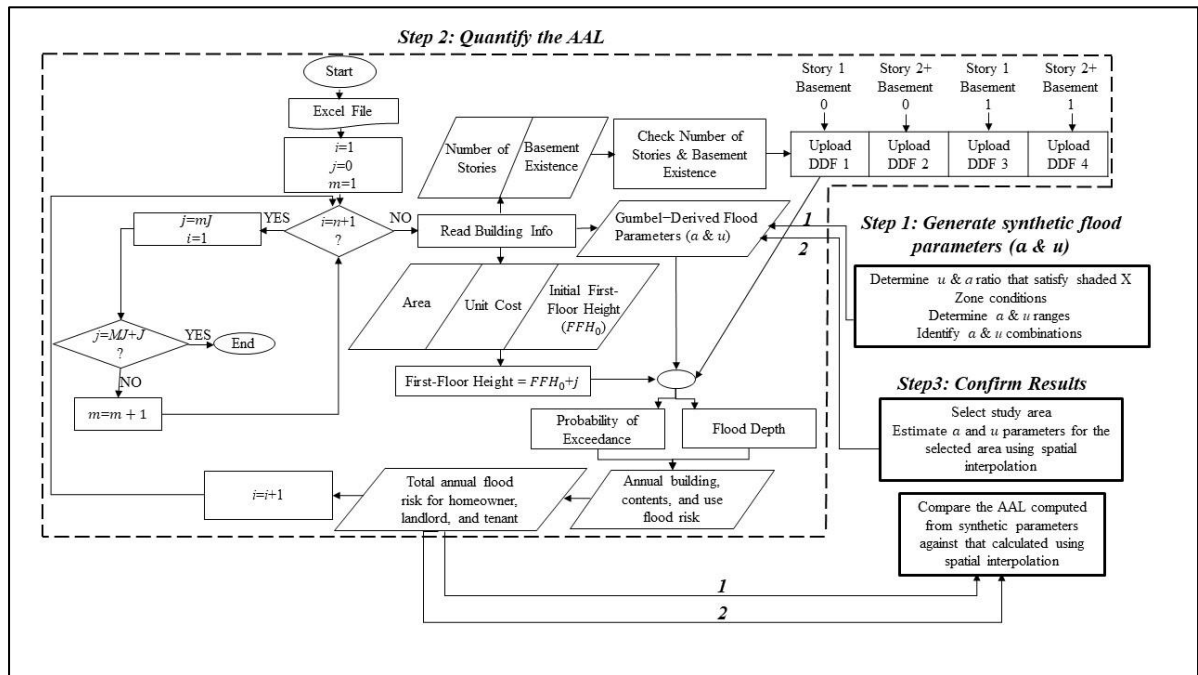 Step 2: Quantify the AAL
Start
Excel File
i=1
j=0
m=1
Number of
Stories
Basement
Existence
Check Number of
Stories & Basement
Existence
Story 1
Basement
0
Story 2+
Basement
0
Story 1
Basement
1
Story 2+
Basement
1
Upload
DDF 1
Upload
DDF 2
Upload
DDF 3
Upload
DDF 4
j=mJ
i=1
YES
i=n+1
?
NO
Read Building Info
Gumbel−Derived Flood
Parameters (a & u)
1
2
Step 1: Generate synthetic flood
parameters (a & u)
Determine u & a ratio that satisfy shaded X
Zone conditions
Determine a & u ranges
Identify a & u combinations
Area
Unit Cost
Initial First-
Floor Height
(FFH₀)
j=MJ+J
?
YES
End
NO
m=m + 1
First-Floor Height = FFH₀+j
Step3: Confirm Results
Select study area
Estimate a and u parameters for the
selected area using spatial
interpolation
Probability of
Exceedance
Flood Depth
i=i+1
Total annual flood
risk for homeowner,
landlord, and tenant
Annual building,
contents, and use
flood risk
Compare the AAL computed
from synthetic parameters
against that calculated using
spatial interpolation
1
2